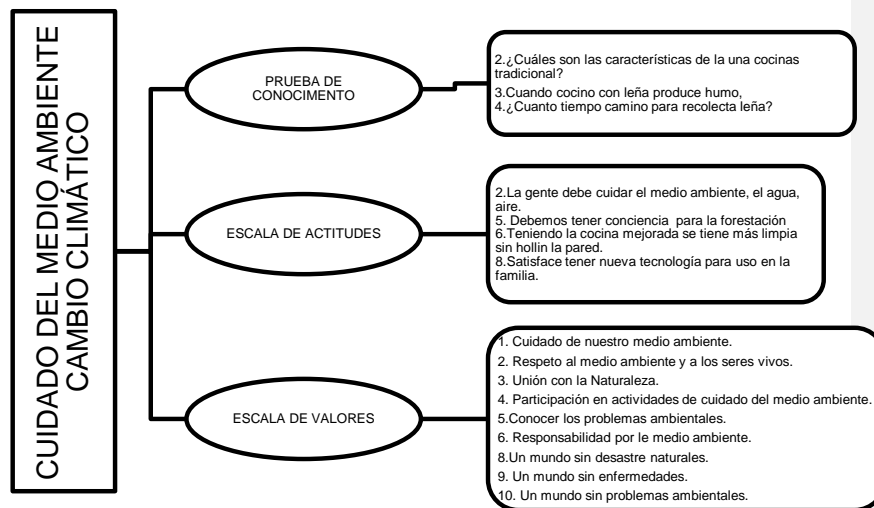 CUIDADO DEL MEDIO AMBIENTE
CAMBIO CLIMÁTICO
PRUEBA DE
CONOCIMENTO
2.¿Cuáles son las características de la una cocinas
tradicional?
3.Cuando cocino con leña produce humo,
4.¿Cuanto tiempo camino para recolecta leña?
ESCALA DE ACTITUDES
2.La gente debe cuidar el medio ambiente, el agua,
aire.
5. Debemos tener conciencia para la forestación
6.Teniendo la cocina mejorada se tiene más limpia
sin hollin la pared.
8.Satisface tener nueva tecnología para uso en la
familia.
ESCALA DE VALORES
1. Cuidado de nuestro medio ambiente.
2. Respeto al medio ambiente y a los seres vivos.
3. Unión con la Naturaleza.
4. Participación en actividades de cuidado del medio ambiente.
5.Conocer los problemas ambientales.
6. Responsabilidad por le medio ambiente.
8.Un mundo sin desastre naturales.
9. Un mundo sin enfermedades.
10. Un mundo sin problemas ambientales.